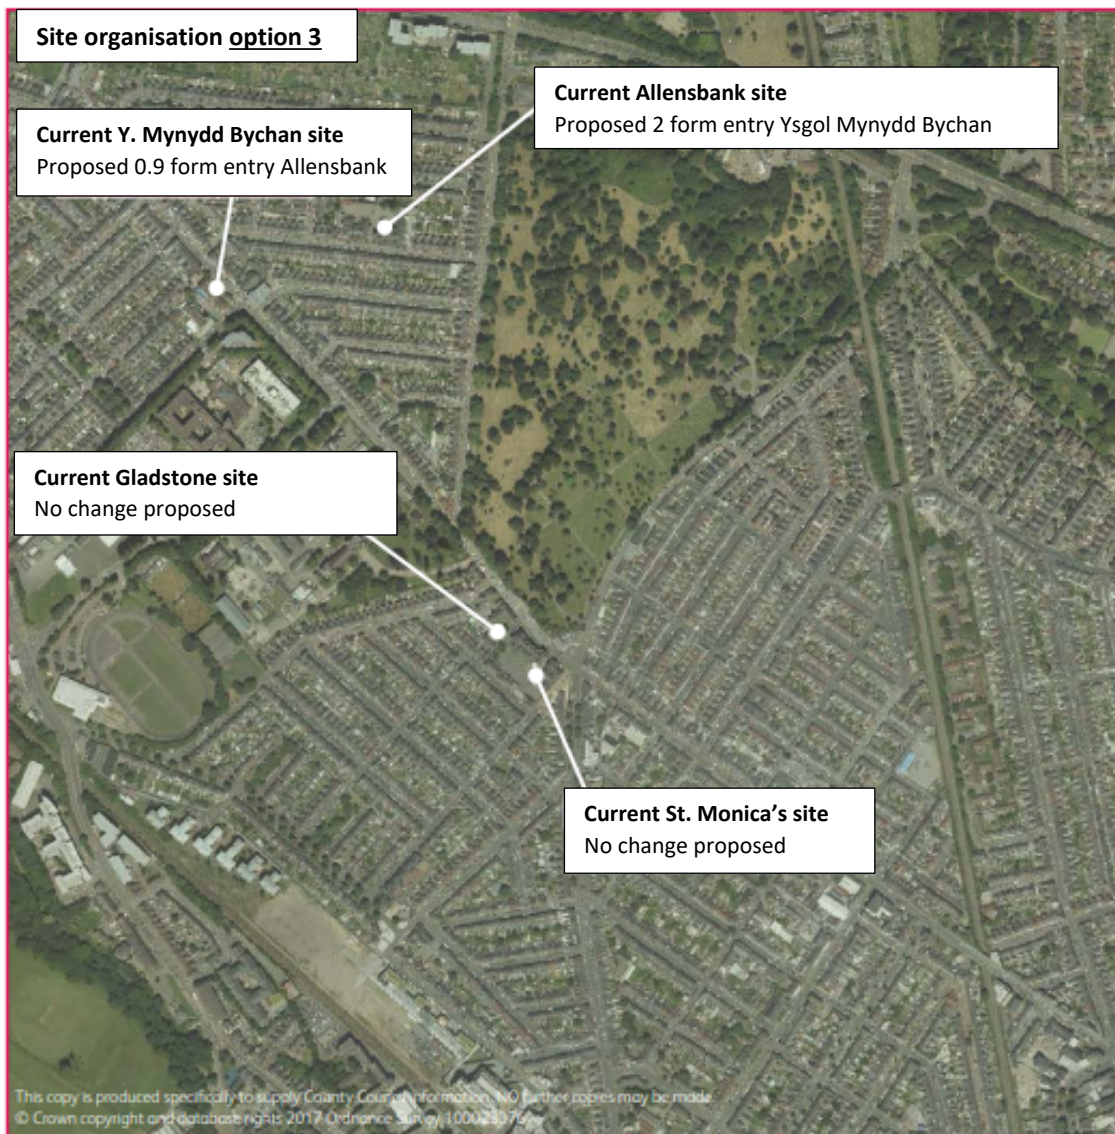 Site organisation option 3
Current Allensbank site
Proposed 2 form entry Ysgol Mynydd Bychan
Current Y. Mynydd Bychan site
Proposed 0.9 form entry Allensbank
Current Gladstone site
No change proposed
Current St. Monica’s site
No change proposed
This copy is produced specifically to supply County Council information. NO further copies may be made.
© Crown copyright and database rights 2017 Ordnance Survey